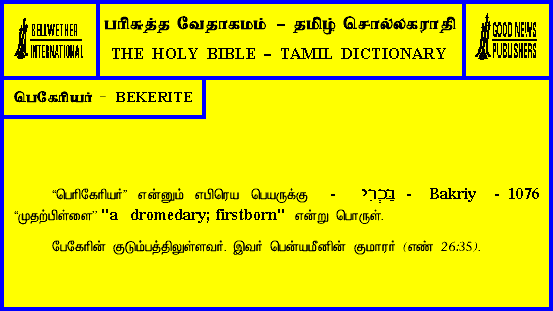 BELLWETHER
INTERNATIONAL
பரிசுத்த வேதாகமம் – தமிழ் சொல்லகராதி
THE HOLY BIBLE – TAMIL DICTIONARY
GOOD NEWS
PUBLISHERS
பெகேரியர் - BEKERITE
“பெரிகேரியர்” என்னும் எபிரெய பெயருக்கு - בַּכְרִי - Bakriy - 1076
“முதற்பிள்ளை” "a dromedary; firstborn" என்று பொருள்.
பேகேரின் குடும்பத்திலுள்ளவர். இவர் பென்யமீனின் குமாரர் (எண் 26:35).